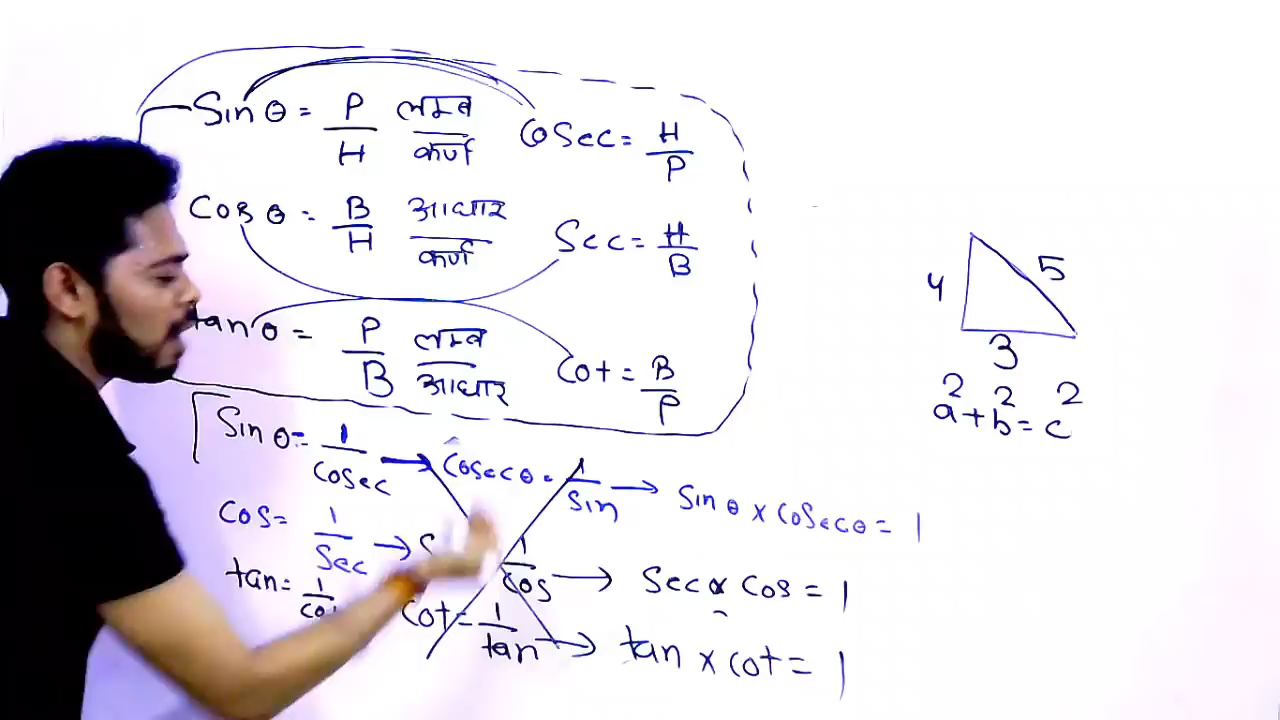 Sin θ = P/H लम्ब/कर्ण Cosec = H/P
Cos θ = B/H आधार/कर्ण Sec = H/B
tan θ = P/B लम्ब/आधार Cot = B/P
Sin θ = 1/Cosec → Cosec θ = 1/Sin → Sin θ x Cosec θ = 1
Cos = 1/Sec → 1/Cos → Sec x Cos = 1
tan = 1/Cot Cot = 1/tan → tan x Cot = 1
4 5
3
a² + b² = c²